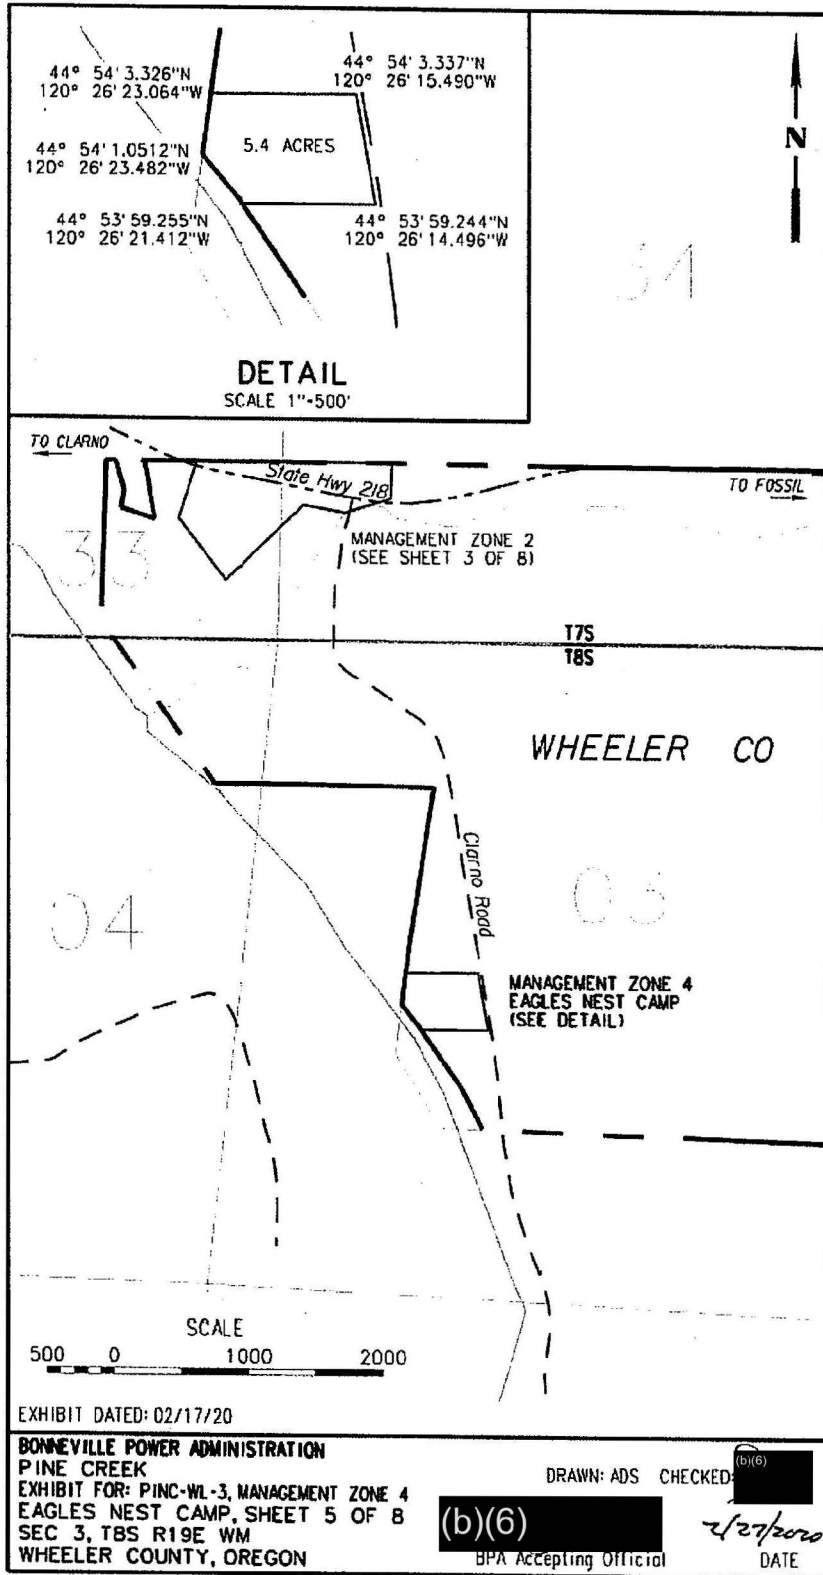 44° 54' 3.326"N
120° 26' 23.064"W
44° 54' 3.337"N
120° 26' 15.490"W
N
44° 54' 1.0512"N
120° 26' 23.482"W
5.4 ACRES
44° 53' 59.255"N
120° 26' 21.412"W
44° 53' 59.244"N
120° 26' 14.496"W
34
DETAIL
SCALE 1"=500'
TO CLARNO
State Hwy 218
TO FOSSIL
33
MANAGEMENT ZONE 2
(SEE SHEET 3 OF 8)
T7S
T8S
WHEELER CO
Clarno Road
04
03
MANAGEMENT ZONE 4
EAGLES NEST CAMP
(SEE DETAIL)
SCALE
500 0 1000 2000
EXHIBIT DATED: 02/17/20
BONNEVILLE POWER ADMINISTRATION
PINE CREEK
EXHIBIT FOR: PINC-WL-3, MANAGEMENT ZONE 4
EAGLES NEST CAMP, SHEET 5 OF 8
SEC 3, T8S R19E WM
WHEELER COUNTY, OREGON
DRAWN: ADS CHECKED: (b)(6)
(b)(6)
2/27/2020
BPA Accepting Official DATE